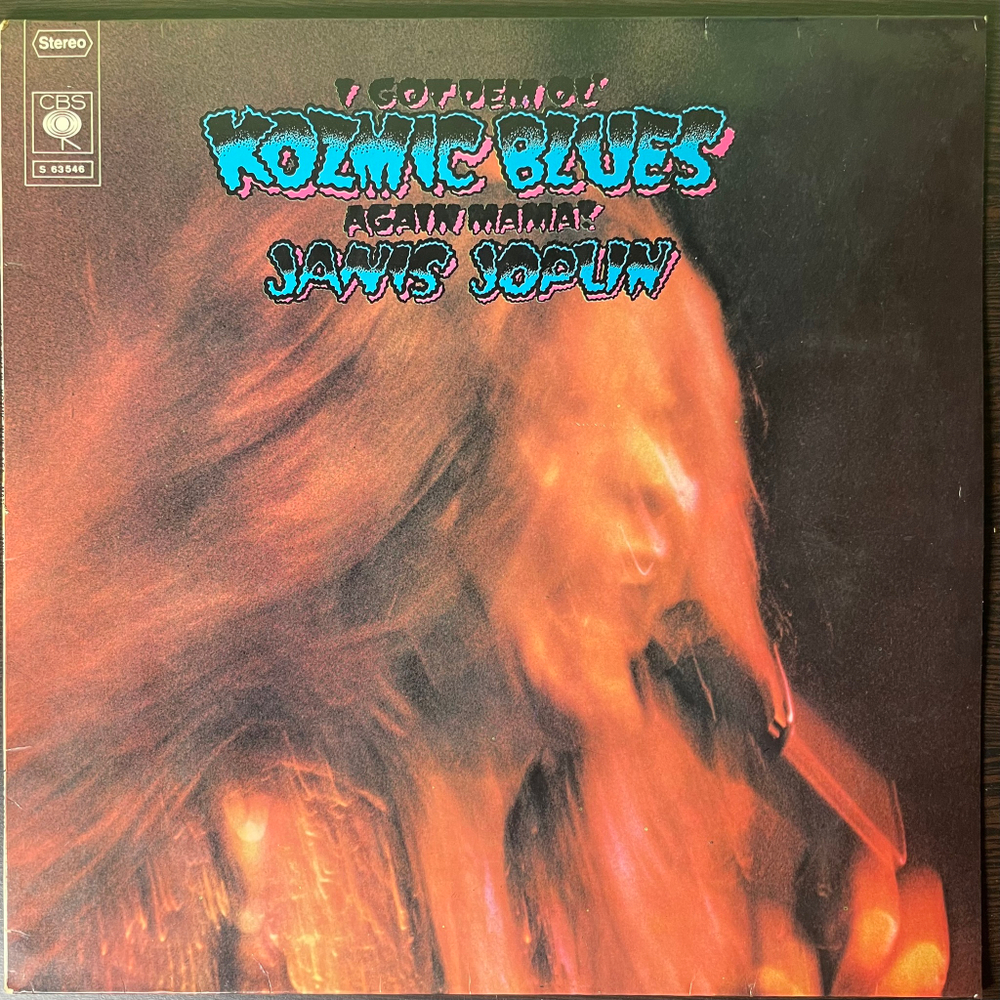 Stereo
CBS
R
S 63546
I GOT DEM OL'
KOZMIC BLUES
AGAIN MAMA!
JANIS JOPLIN